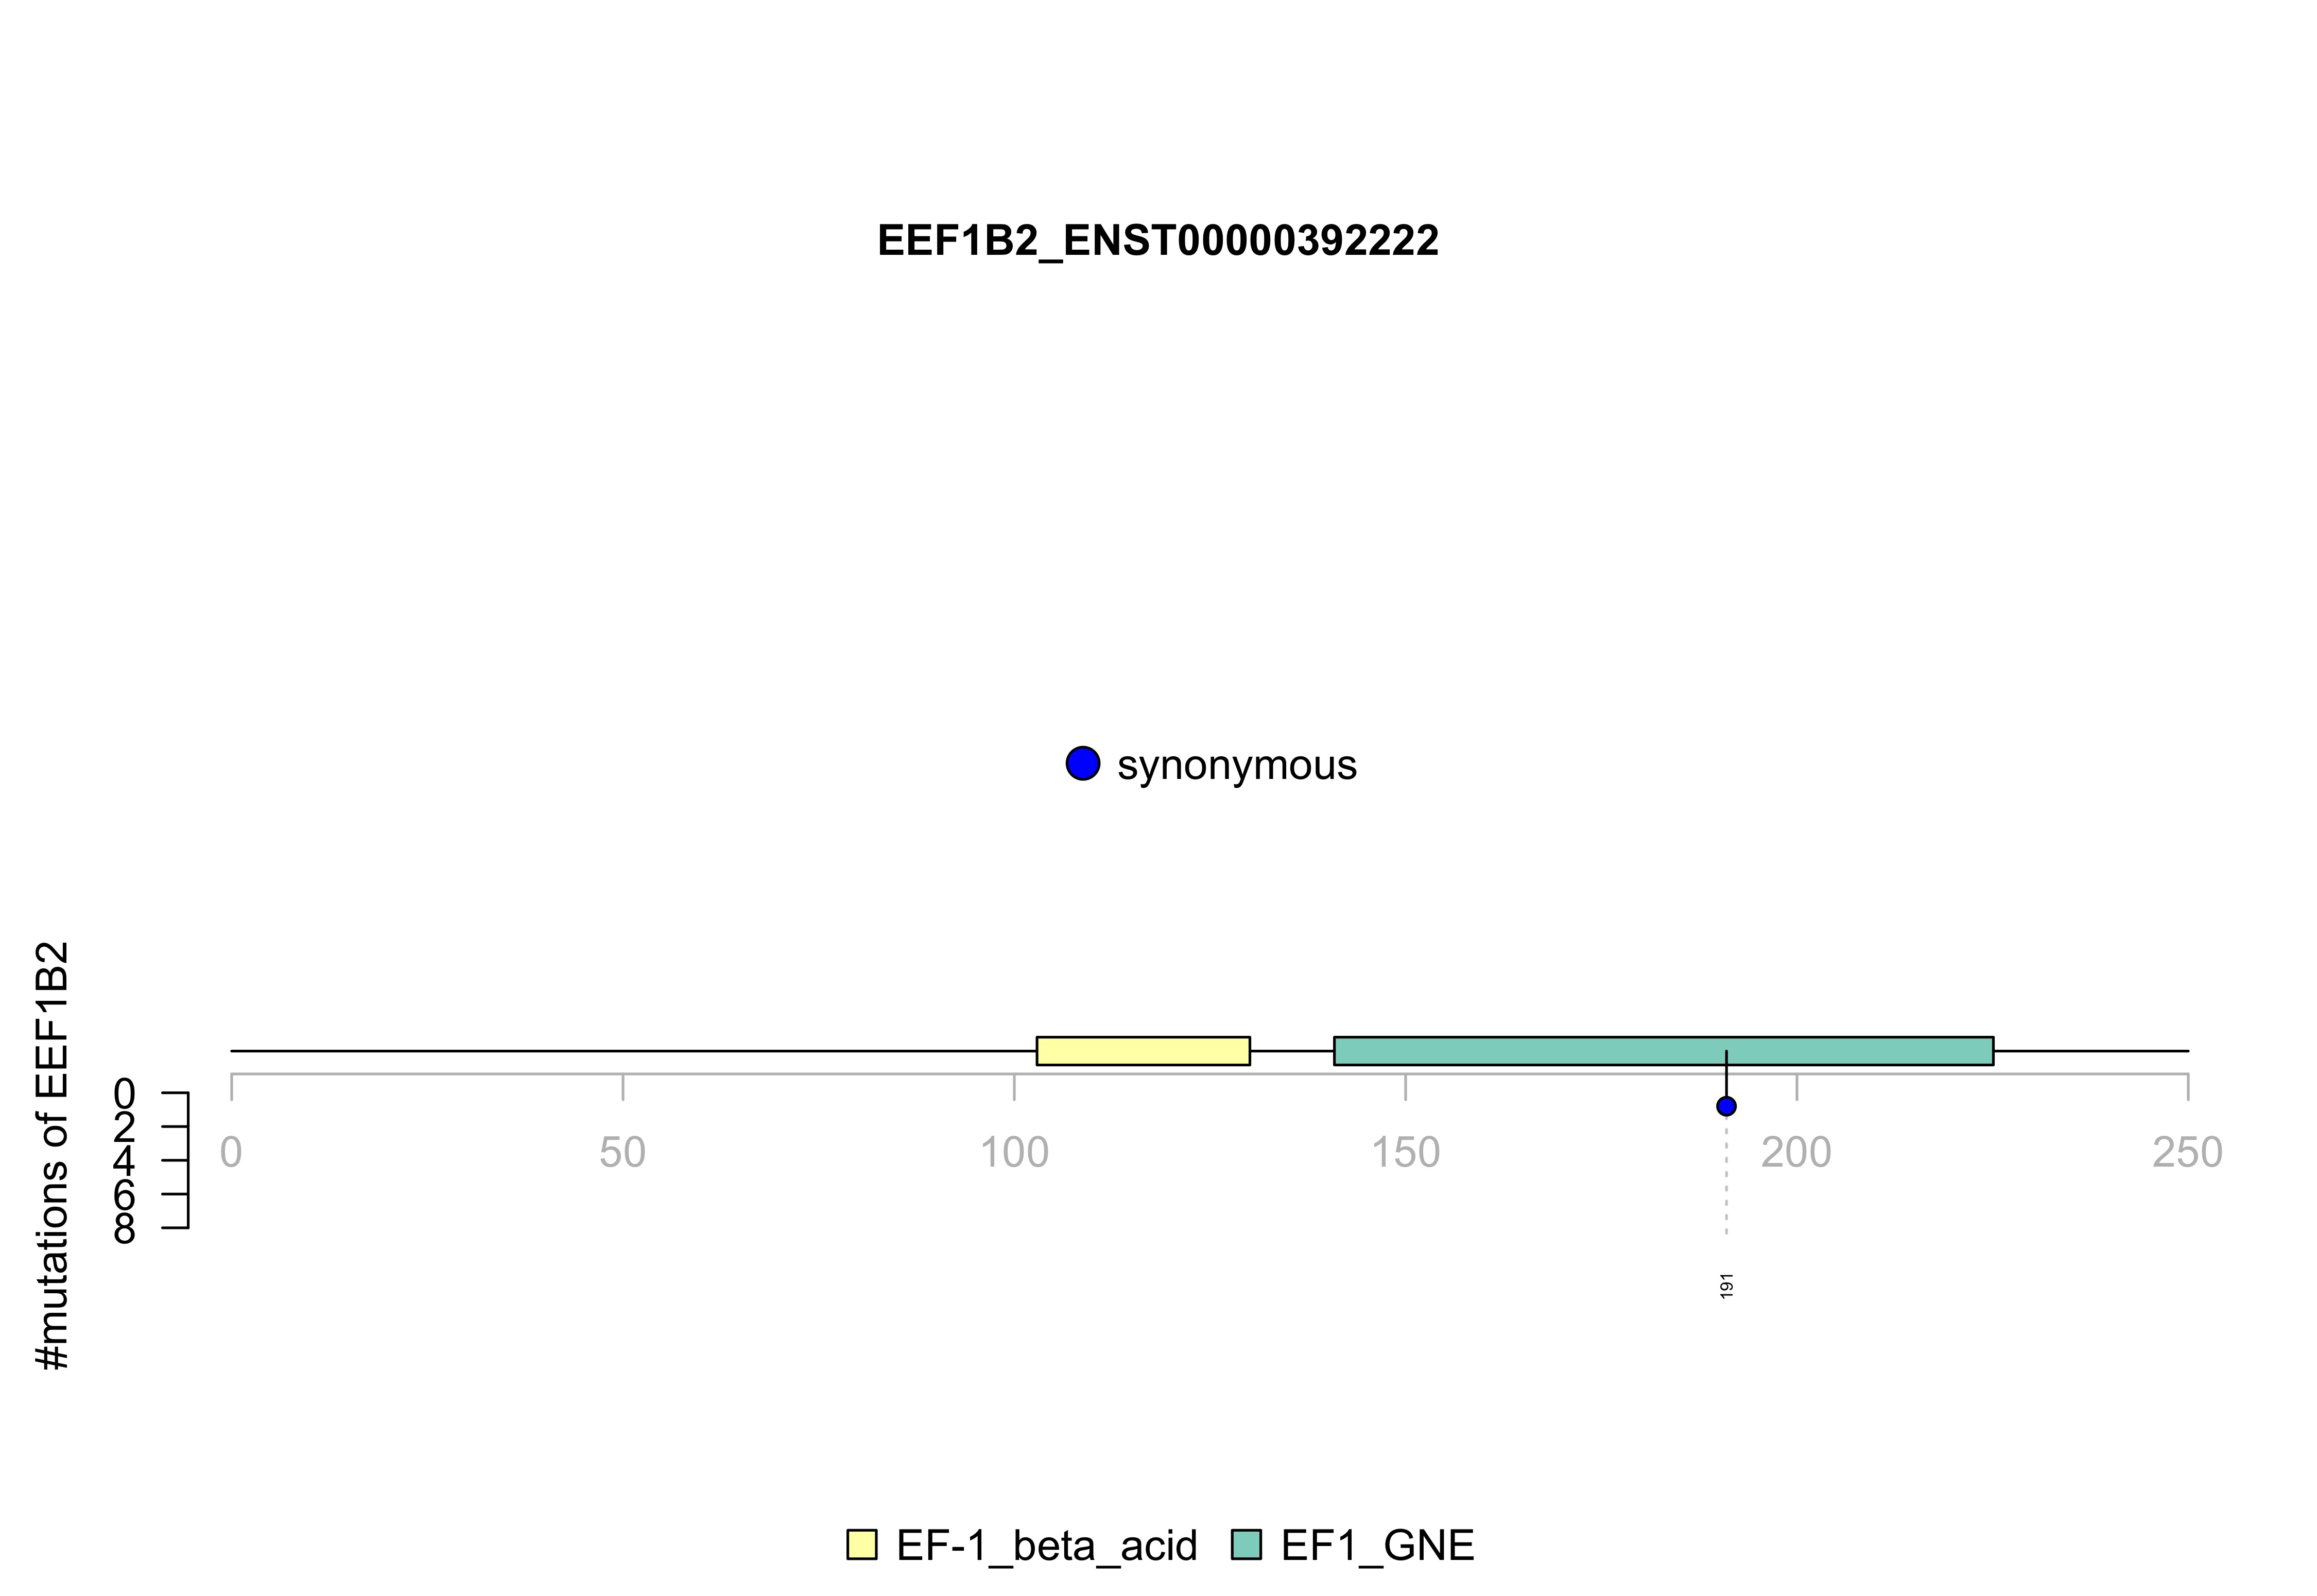 EEF1B2_ENST00000392222
synonymous
#mutations of EEF1B2
0
2
4
6
8
0 50 100 150 200 250
191
EF-1_beta_acid EF1_GNE